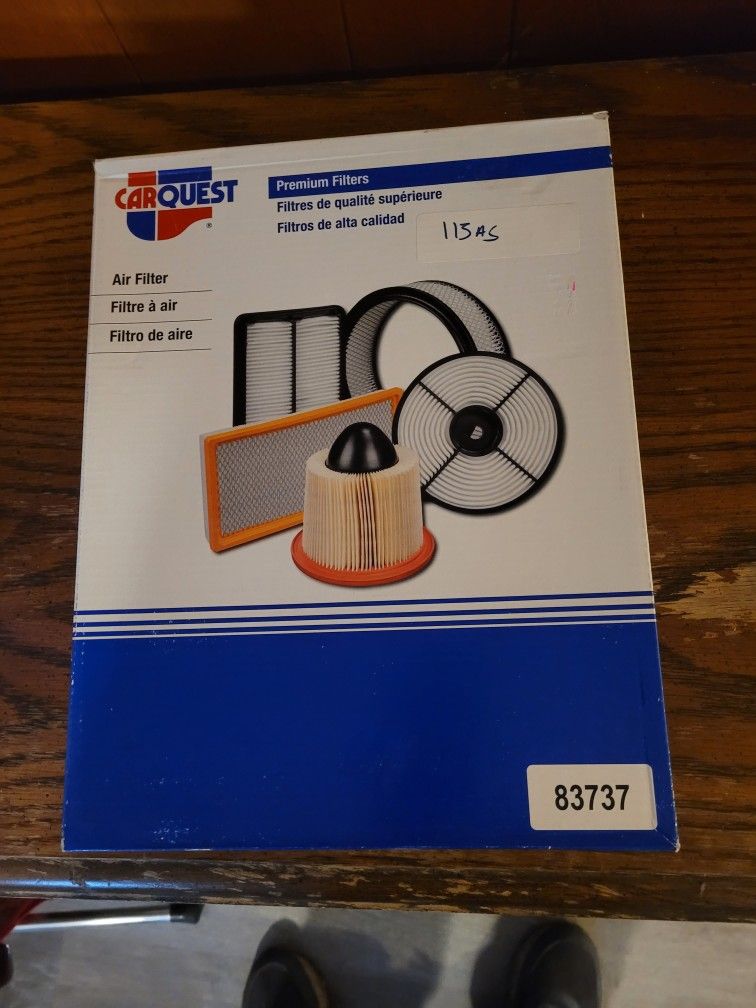 CARQUEST
®
Premium Filters
Filtres de qualité supérieure
Filtros de alta calidad
113AS
Air Filter
Filtre à air
Filtro de aire
83737